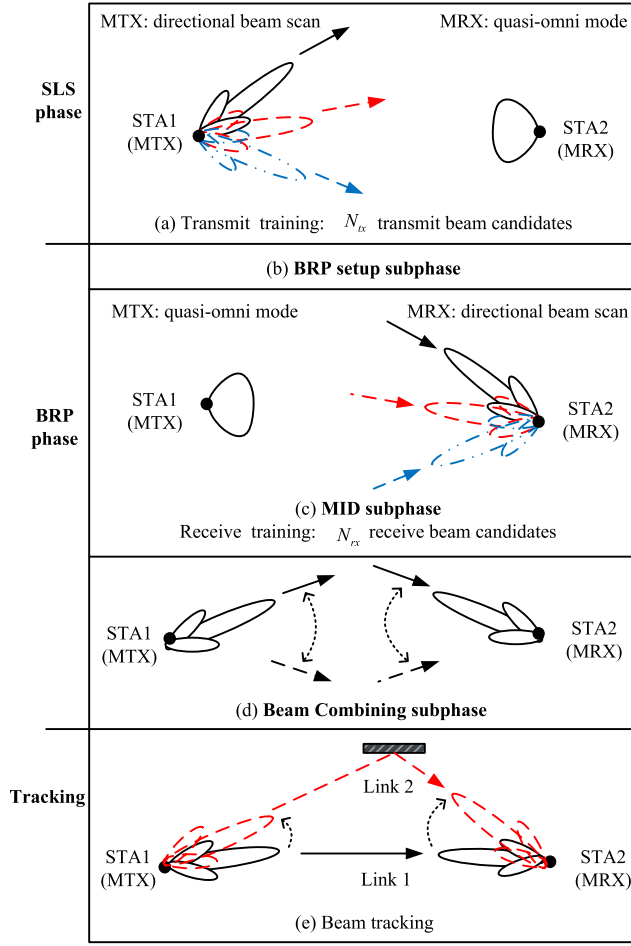 MTX: directional beam scan
MRX: quasi-omni mode
SLS
phase
STA1
(MTX)
STA2
(MRX)
(a) Transmit training: N_tx transmit beam candidates
(b) BRP setup subphase
MTX: quasi-omni mode
MRX: directional beam scan
STA1
(MTX)
STA2
(MRX)
BRP
phase
(c) MID subphase
Receive training: N_rx receive beam candidates
STA1
(MTX)
STA2
(MRX)
(d) Beam Combining subphase
Tracking
Link 2
STA1
(MTX)
STA2
(MRX)
Link 1
(e) Beam tracking